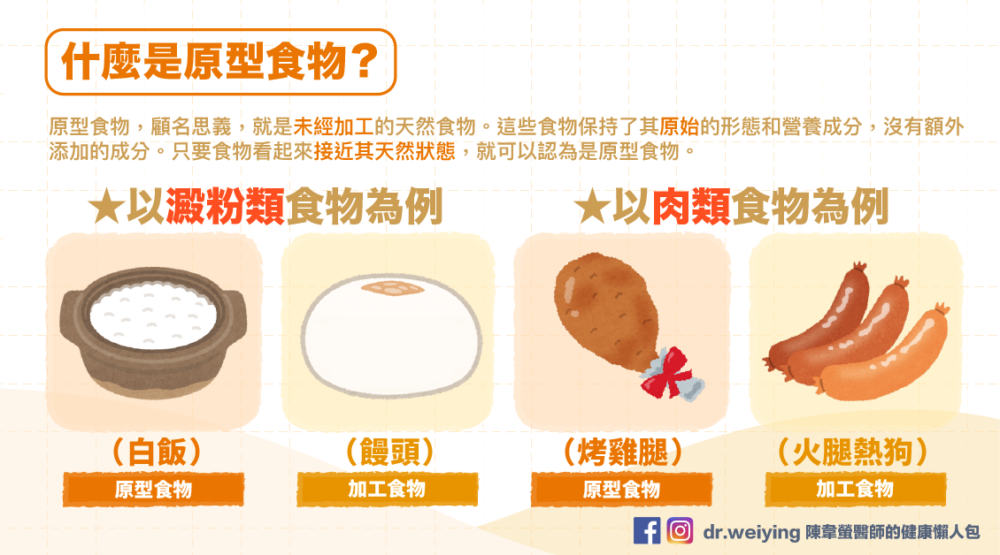 什麼是原型食物？
原型食物，顧名思義，就是未經加工的天然食物。這些食物保持了其原始的形態和營養成分，沒有額外
添加的成分。只要食物看起來接近其天然狀態，就可以認為是原型食物。
★以澱粉類食物為例
★以肉類食物為例
（白飯）
原型食物
（饅頭）
加工食物
（烤雞腿）
原型食物
（火腿熱狗）
加工食物
dr.weiying 陳韋螢醫師的健康懶人包